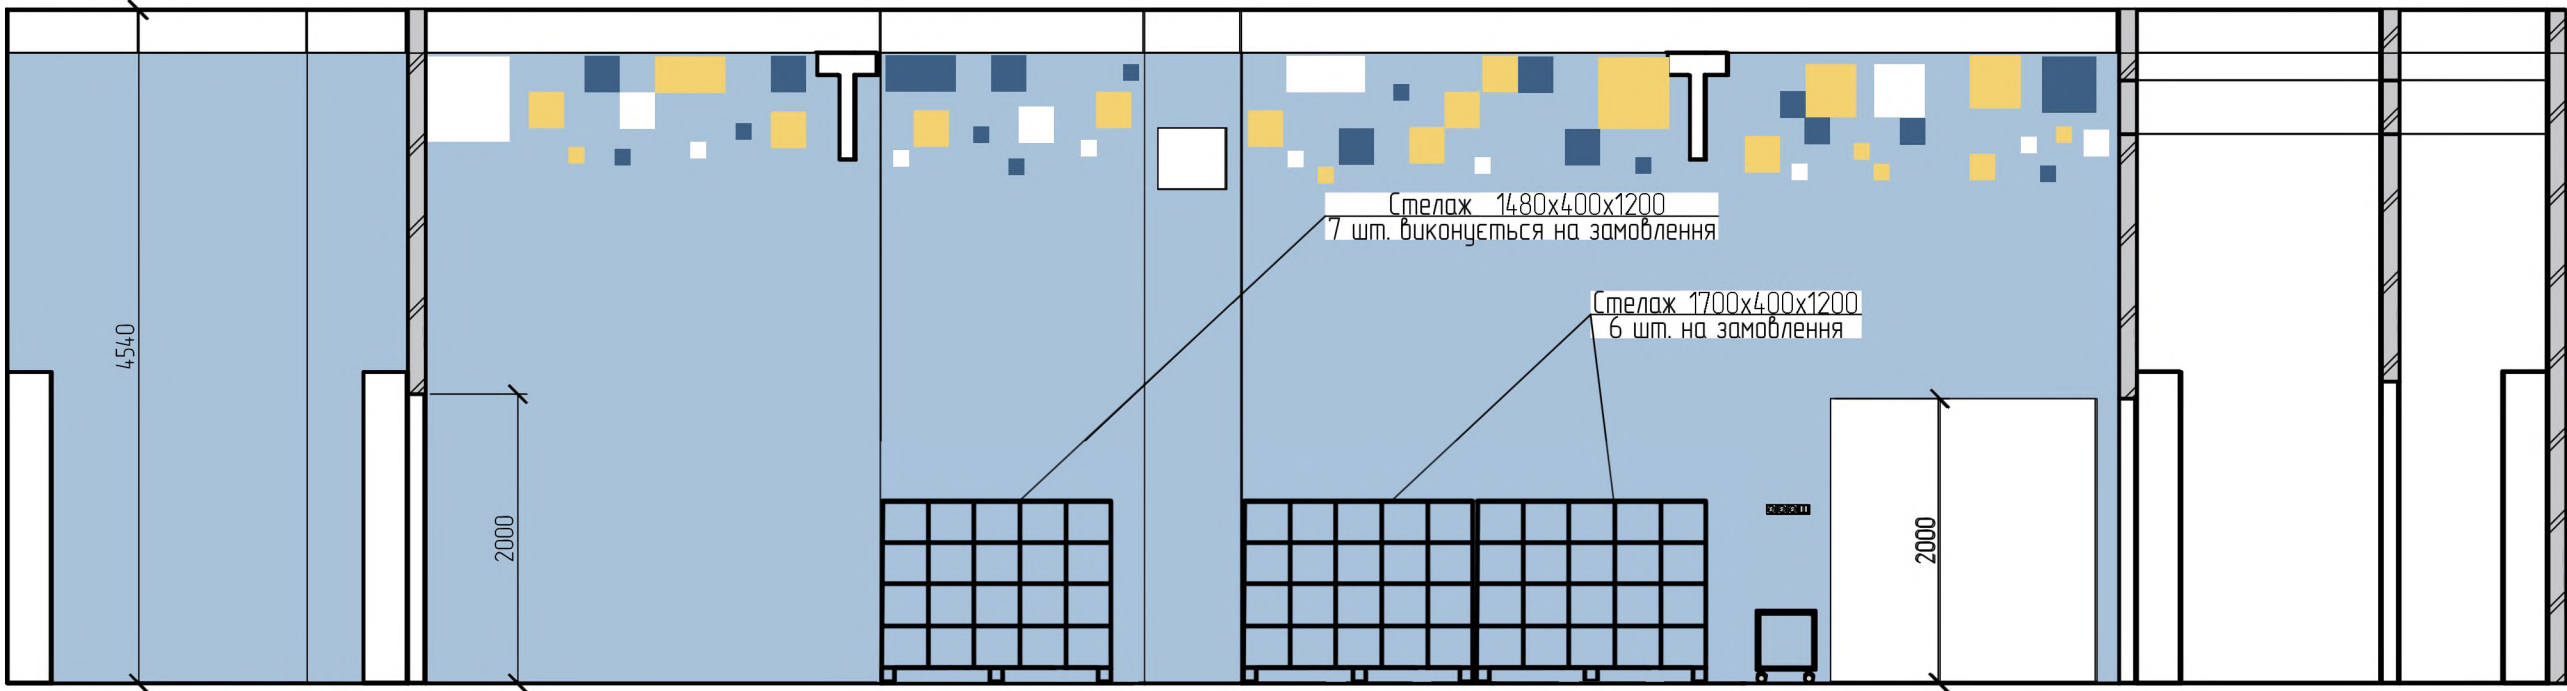 Стелаж 1480х400х1200
7 шт. виконується на замовлення
Стелаж 1700х400х1200
6 шт. на замовлення
4540
2000
2000